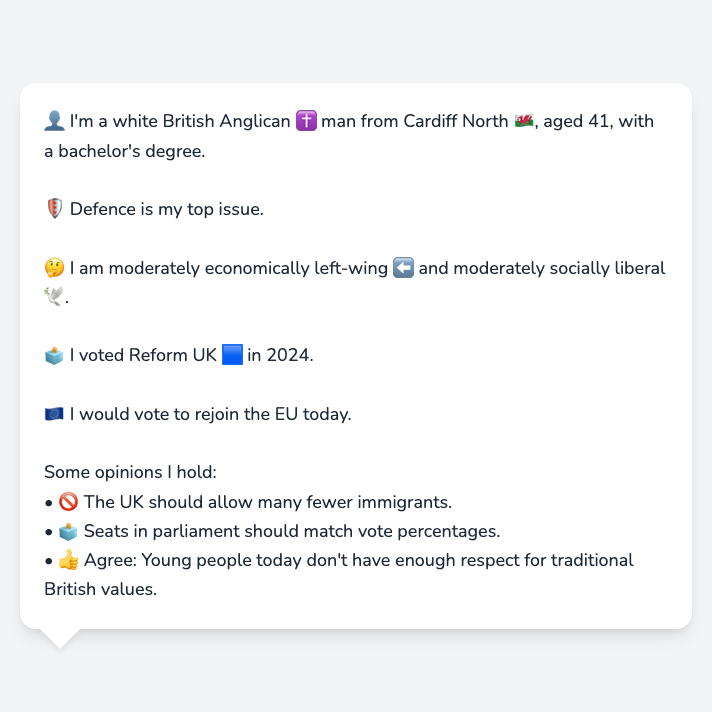 👤 I'm a white British Anglican ✝️ man from Cardiff North 🏴󠁧󠁢󠁷󠁬󠁳󠁿, aged 41, with
a bachelor's degree.
🛡️ Defence is my top issue.
🤔 I am moderately economically left-wing ⬅️ and moderately socially liberal
🕊️.
🗳️ I voted Reform UK 🟦 in 2024.
🇪🇺 I would vote to rejoin the EU today.
Some opinions I hold:
• 🚫 The UK should allow many fewer immigrants.
• 🗳️ Seats in parliament should match vote percentages.
• 👍 Agree: Young people today don't have enough respect for traditional
British values.